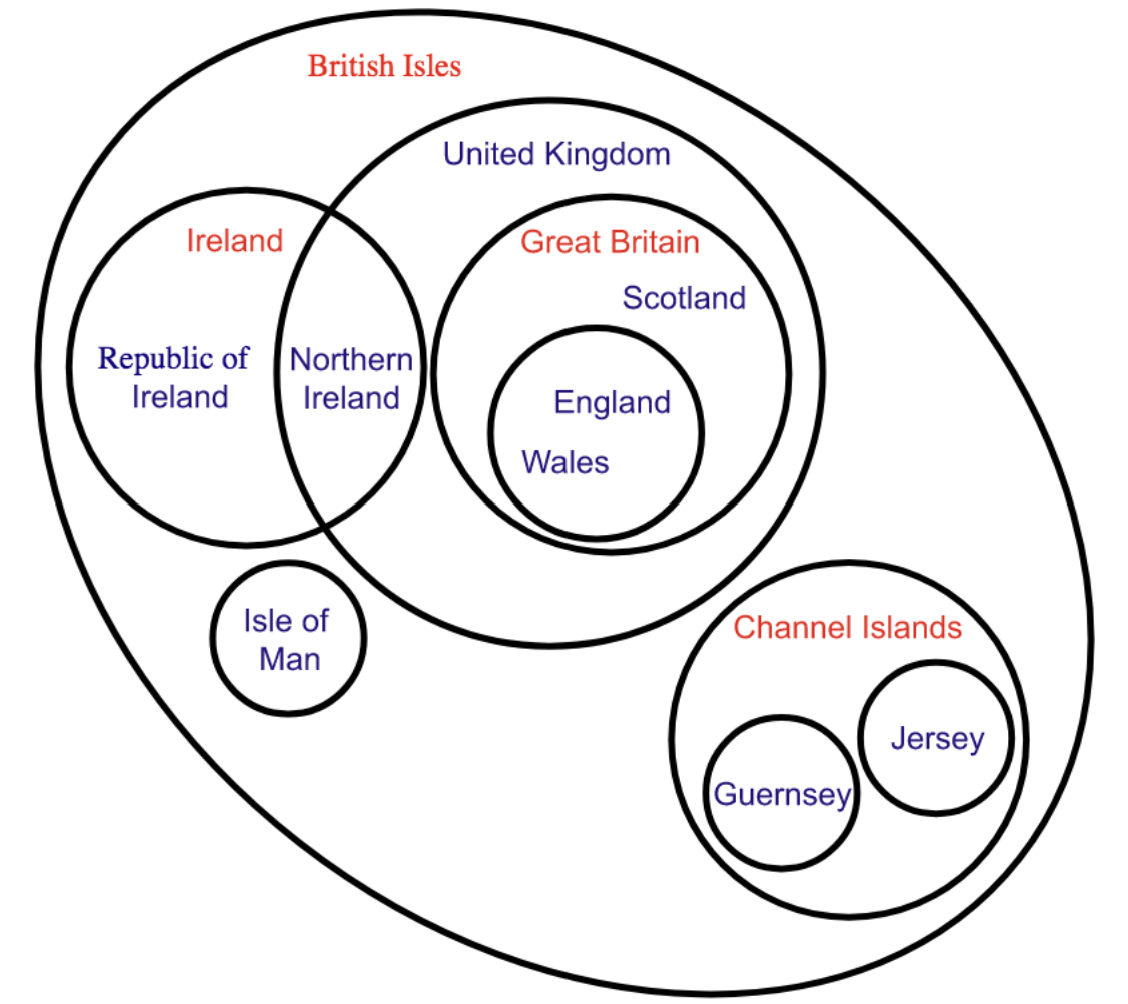 British Isles
United Kingdom
Ireland
Great Britain
Scotland
Republic of
Ireland
Northern
Ireland
England
Wales
Isle of
Man
Channel Islands
Jersey
Guernsey